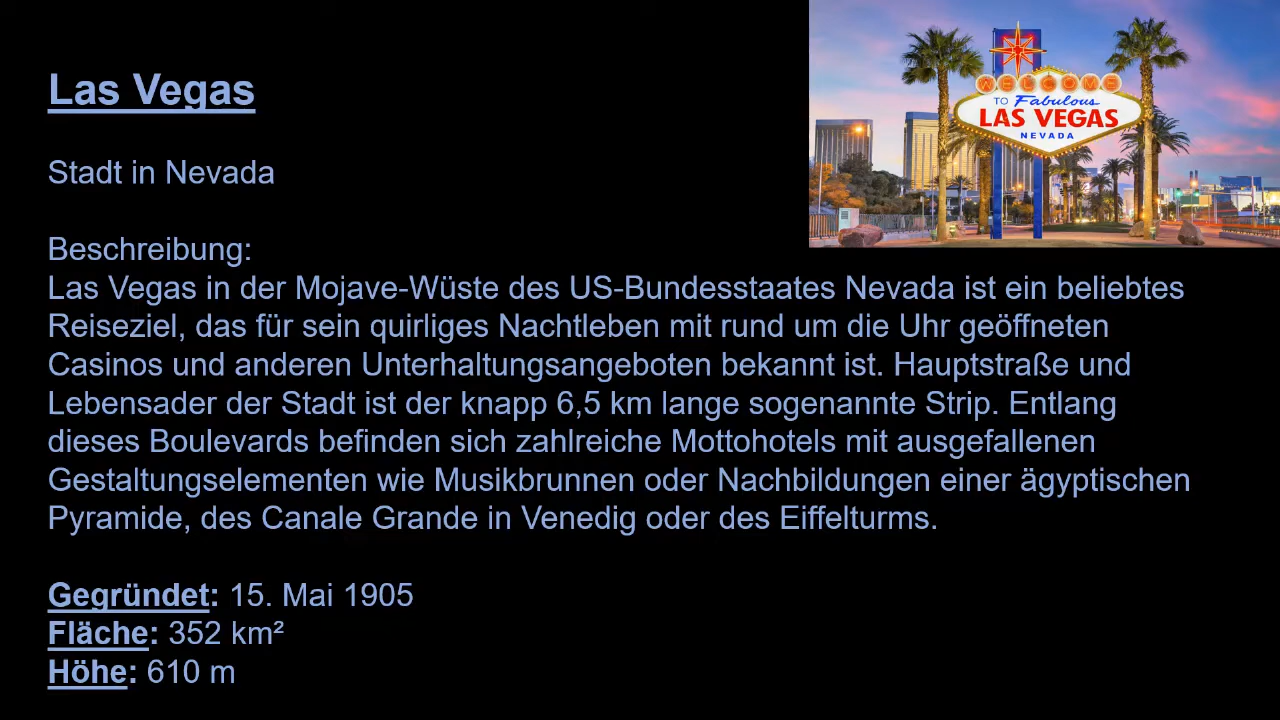 Las Vegas
WELCOME
TO Fabulous
LAS VEGAS
NEVADA
Stadt in Nevada
Beschreibung:
Las Vegas in der Mojave-Wüste des US-Bundesstaates Nevada ist ein beliebtes
Reiseziel, das für sein quirliges Nachtleben mit rund um die Uhr geöffneten
Casinos und anderen Unterhaltungsangeboten bekannt ist. Hauptstraße und
Lebensader der Stadt ist der knapp 6,5 km lange sogenannte Strip. Entlang
dieses Boulevards befinden sich zahlreiche Mottohotels mit ausgefallenen
Gestaltungselementen wie Musikbrunnen oder Nachbildungen einer ägyptischen
Pyramide, des Canale Grande in Venedig oder des Eiffelturms.
Gegründet: 15. Mai 1905
Fläche: 352 km²
Höhe: 610 m